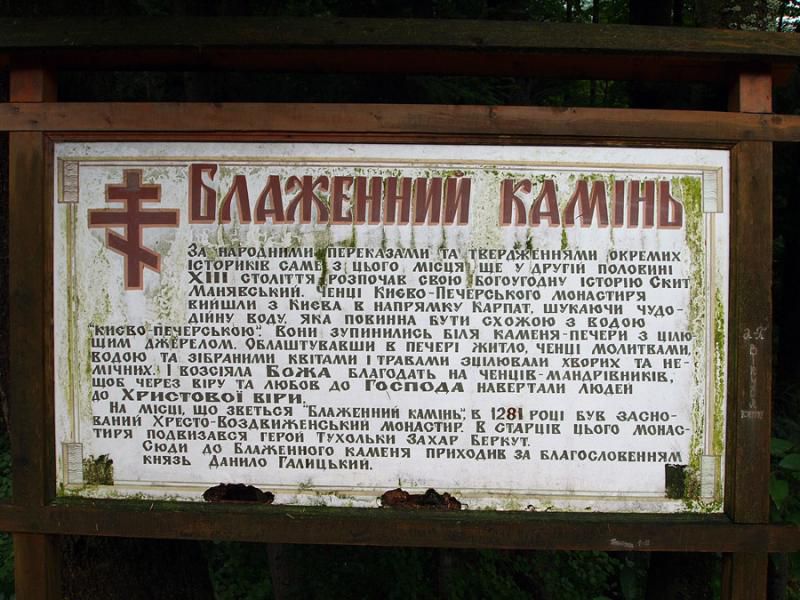 Блаженний камінь
За народними переказами та твердженнями окремих
істориків саме з цього місця ще у другій половині
XIII століття розпочав свою богоугодну історію Скит
Манявський. Ченці Києво-Печерського монастиря
вийшли з Києва в напрямку Карпат, шукаючи чудо-
дійну воду, яка повинна бути схожою з водою
"києво-печерською". Вони зупинились біля каменя-печери з цілю-
щим джерелом. Облаштувавши в печері житло, ченці молитвами,
водою та зібраними квітами і травами зцілювали хворих та не-
мічних. І возсіяла Божа благодать на ченців-мандрівників,
щоб через віру та любов до Господа навертали людей
до Христової віри.
На місці, що зветься "Блаженний камінь", в 1281 році був засно-
ваний Хресто-Воздвиженський монастир. В старців цього монас-
тиря подвизався герой Тухольки Захар Беркут.
Сюди до Блаженного каменя приходив за благословенням
князь Данило Галицький.